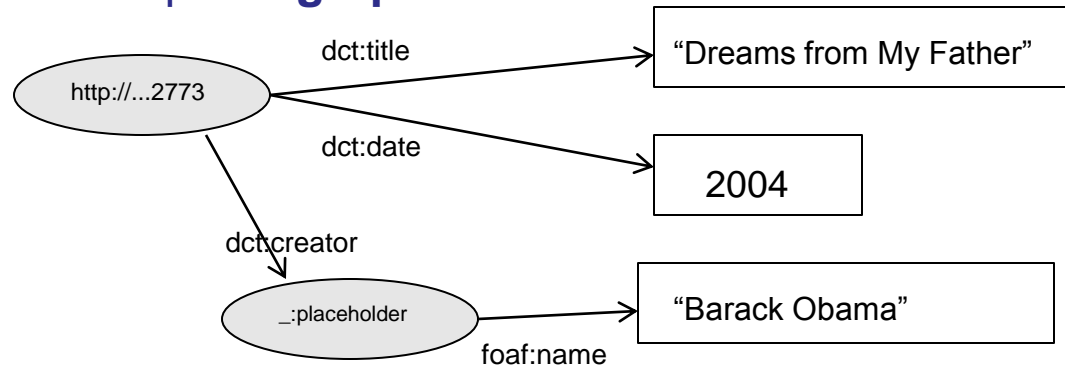 dct:title
“Dreams from My Father”
http://...2773
dct:date
2004
dct:creator
_:placeholder
“Barack Obama”
foaf:name